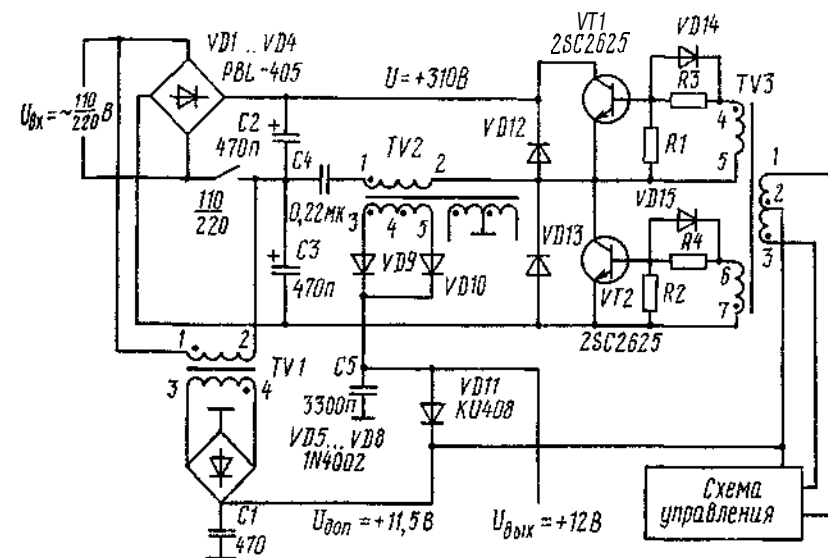 VD1 .. VD4
PBL-405
VT1
2SC2625
VD14
R3
TV3
Uвх=~110/220 В
U=+310В
C2
470п
+
C4
TV2
1
2
VD12
R1
4
5
1
2
3
110/220
0,22мк
3
4
5
VD15
R4
+
C3
470п
VD9
VD10
VD13
VT2
R2
6
7
2SC2625
1
2
TV1
3
4
C5
3300п
VD11
КU408
VD5...VD8
1N4002
C1
470
Uдоп=+11,5В
Uвых=+12В
Схема
управления